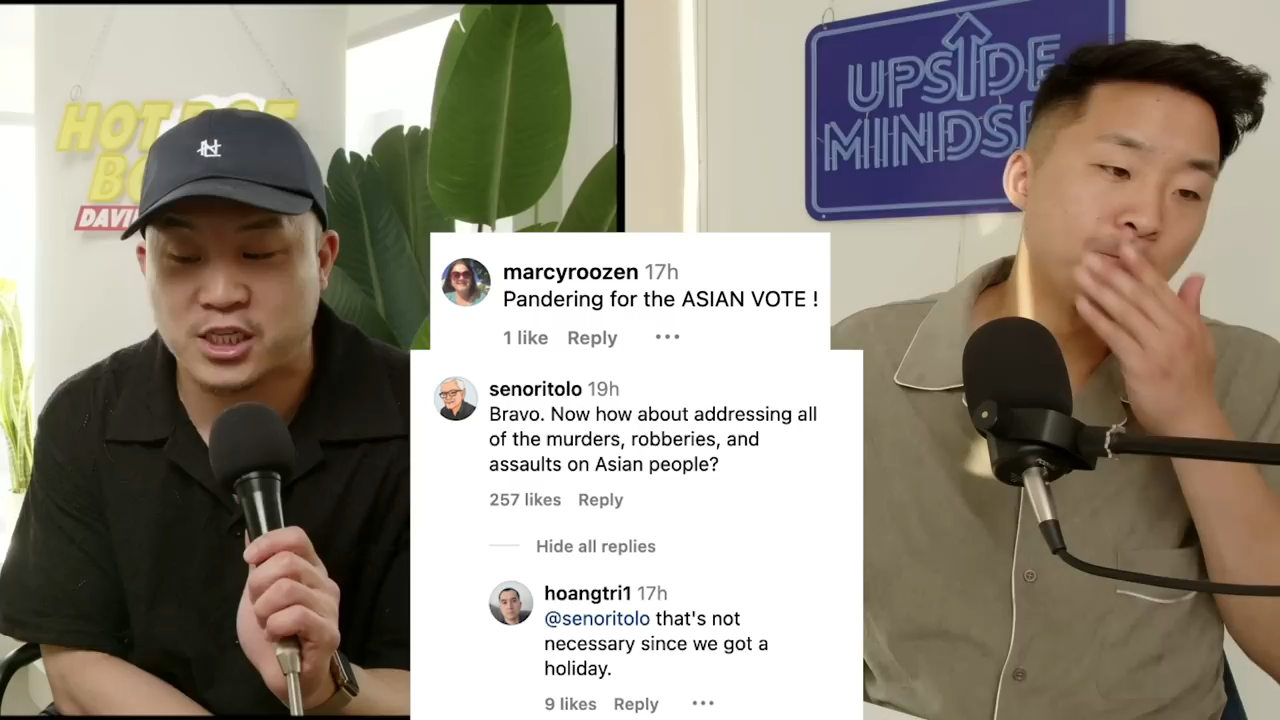 HOT
DAVI
UPSIDE
MINDS
marcyroozen 17h
Pandering for the ASIAN VOTE !
1 like Reply
senoritolo 19h
Bravo. Now how about addressing all
of the murders, robberies, and
assaults on Asian people?
257 likes Reply
Hide all replies
hoangtri1 17h
@senoritolo that's not
necessary since we got a
holiday.
9 likes Reply